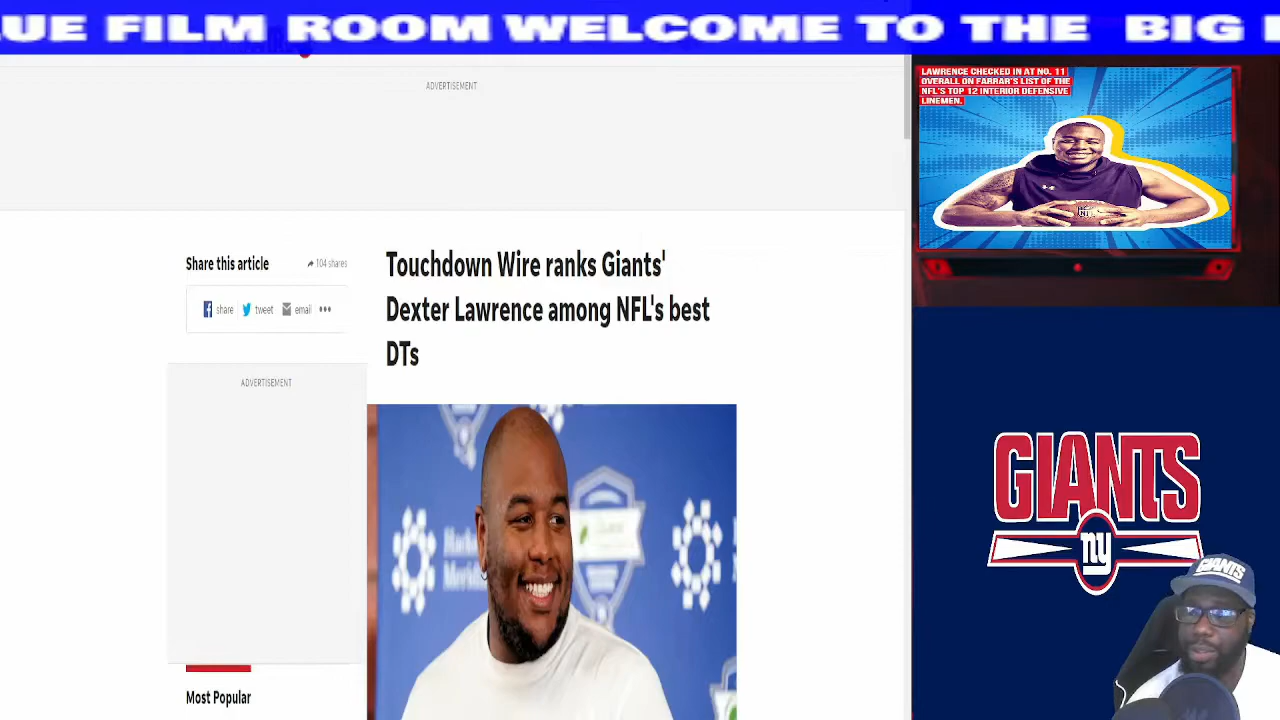 UE FILM ROOM WELCOME TO THE BIG
ADVERTISEMENT
LAWRENCE CHECKED IN AT NO. 11
OVERALL ON FARRAR'S LIST OF THE
NFL'S TOP 12 INTERIOR DEFENSIVE
LINEMEN.
Share this article
104 shares
share
tweet
email
Touchdown Wire ranks Giants'
Dexter Lawrence among NFL's best
DTs
ADVERTISEMENT
Most Popular
GIANTS
ny
GIANTS